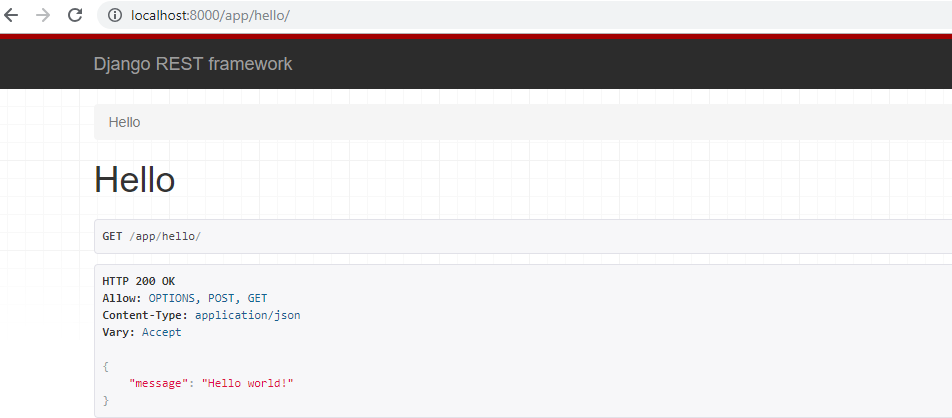 localhost:8000/app/hello/
Django REST framework
Hello
Hello
GET /app/hello/
HTTP 200 OK
Allow: OPTIONS, POST, GET
Content-Type: application/json
Vary: Accept
{
    "message": "Hello world!"
}